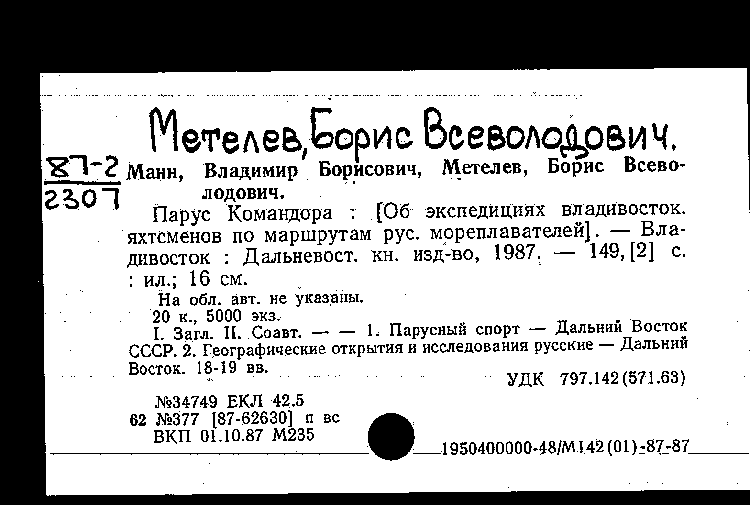 Метелев, Борис Всеволодович.
87-2
2307
Манн, Владимир Борисович, Метелев, Борис Всево-
лодович.
Парус Командора : [Об экспедициях владивосток.
яхтсменов по маршрутам рус. мореплавателей]. — Вла-
дивосток : Дальневост. кн. изд-во, 1987. — 149, [2] с.
: ил.; 16 см.
На обл. авт. не указаны.
20 к., 5000 экз.
I. Загл. II. Соавт. — — 1. Парусный спорт — Дальний Восток
СССР. 2. Географические открытия и исследования русские — Дальний
Восток. 18-19 вв.
УДК 797.142(571.63)
№34749 ЕКЛ 42.5
62 №377 [87-62630] п вс
ВКП 01.10.87 М235
1950400000-48/М142(01)-87-87